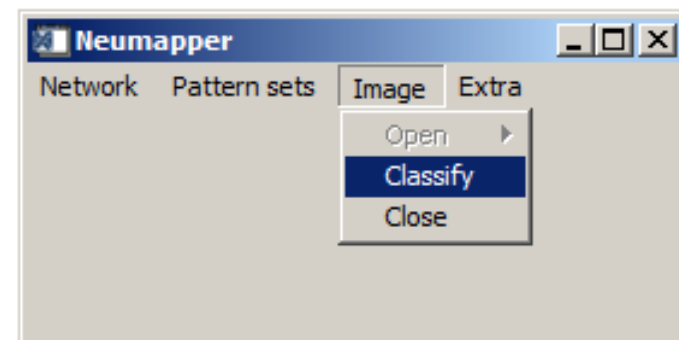 Neumapper
Network Pattern sets Image Extra
Open
Classify
Close